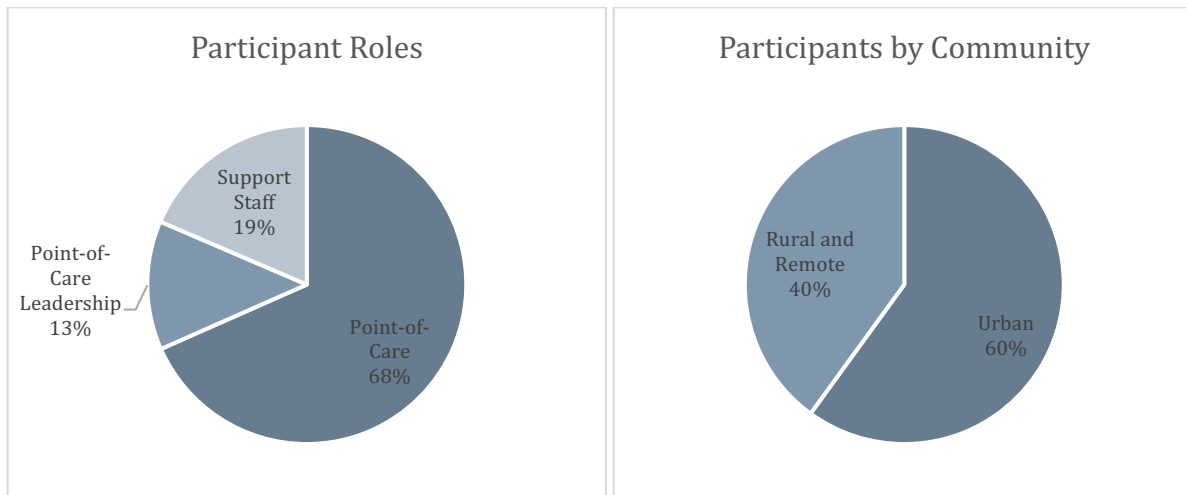 Participant Roles
Support
Staff
19%
Point-of-
Care
Leadership
13%
Point-of-
Care
68%
Participants by Community
Rural and
Remote
40%
Urban
60%